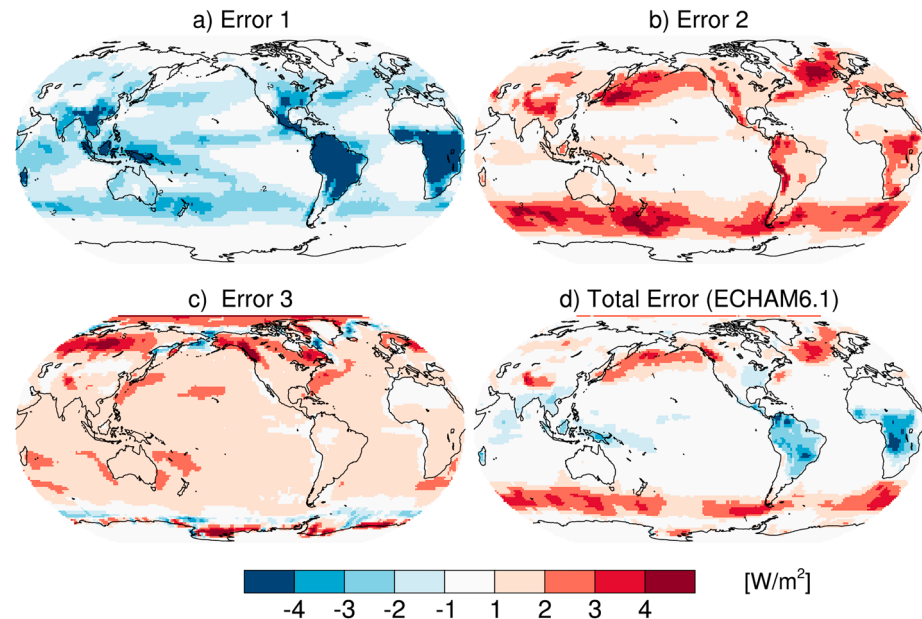 a) Error 1
b) Error 2
c) Error 3
d) Total Error (ECHAM6.1)
-4 -3 -2 -1 1 2 3 4
[W/m²]